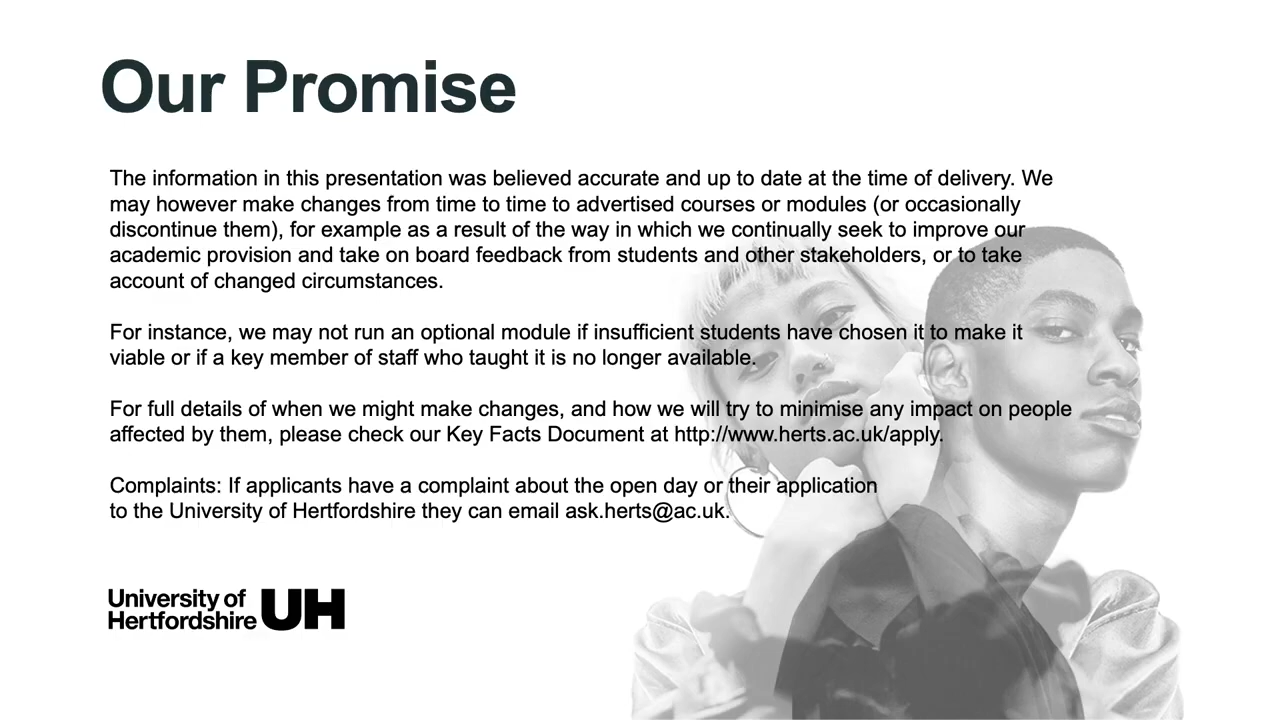 Our Promise
The information in this presentation was believed accurate and up to date at the time of delivery. We
may however make changes from time to time to advertised courses or modules (or occasionally
discontinue them), for example as a result of the way in which we continually seek to improve our
academic provision and take on board feedback from students and other stakeholders, or to take
account of changed circumstances.
For instance, we may not run an optional module if insufficient students have chosen it to make it
viable or if a key member of staff who taught it is no longer available.
For full details of when we might make changes, and how we will try to minimise any impact on people
affected by them, please check our Key Facts Document at http://www.herts.ac.uk/apply.
Complaints: If applicants have a complaint about the open day or their application
to the University of Hertfordshire they can email ask.herts@ac.uk.
University of
Hertfordshire UH